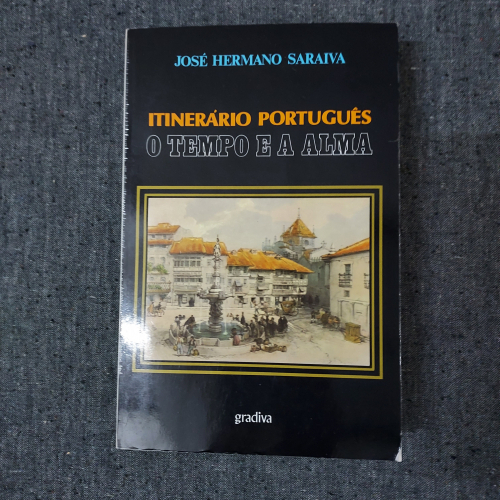 JOSÉ HERMANO SARAIVA
ITINERÁRIO PORTUGUÊS
O TEMPO E A ALMA
gradiva